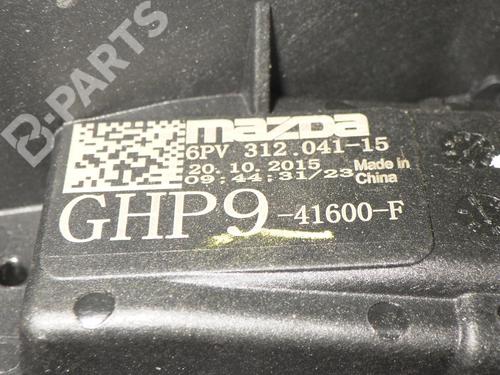 B-PARTS
mazda
6PV 312 041-15
20.10.2015
09:44:31/23
Made in
China
GHP9-41600-F